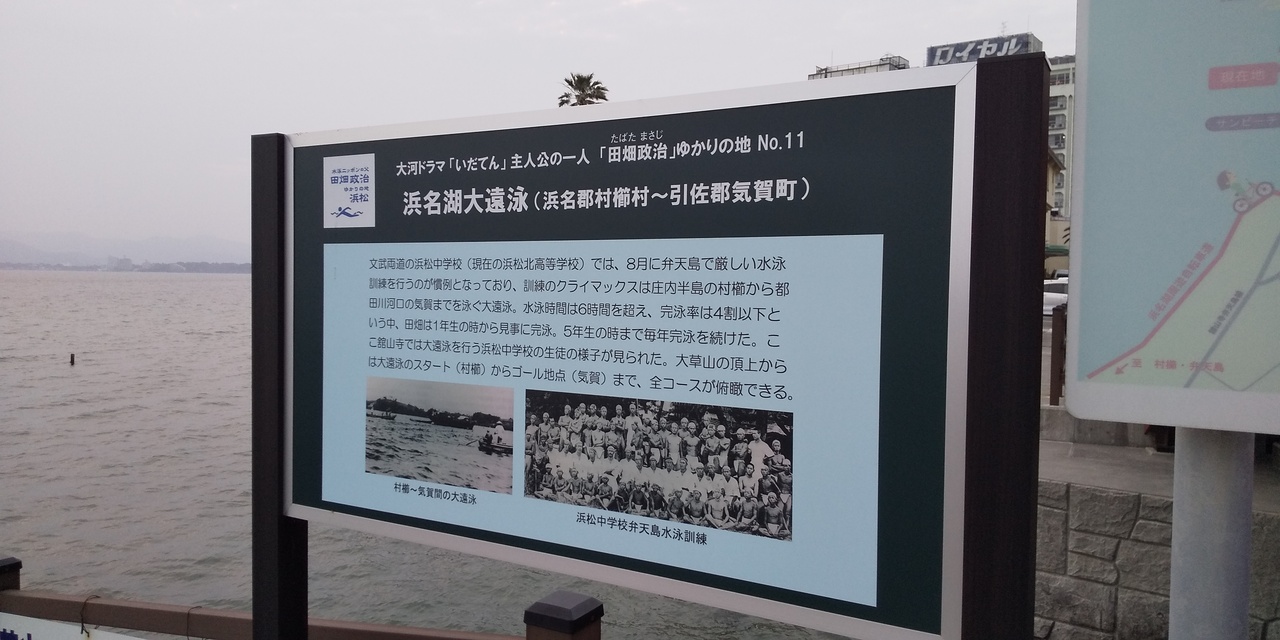 ロイヤル
水泳ニッポンの父
田畑政治
ゆかりの地
浜松
たばた まさじ
大河ドラマ「いだてん」主人公の一人「田畑政治」ゆかりの地 No.11
浜名湖大遠泳(浜名郡村櫛村〜引佐郡気賀町)
文武両道の浜松中学校(現在の浜松北高等学校)では、8月に弁天島で厳しい水泳
訓練を行うのが慣例となっており、訓練のクライマックスは庄内半島の村櫛から都
田川河口の気賀までを泳ぐ大遠泳。水泳時間は6時間を超え、完泳率は4割以下と
いう中、田畑は1年生の時から見事に完泳。5年生の時まで毎年完泳を続けた。こ
こ舘山寺では大遠泳を行う浜松中学校の生徒の様子が見られた。大草山の頂上から
は大遠泳のスタート(村櫛)からゴール地点(気賀)まで、全コースが俯瞰できる。
村櫛〜気賀間の大遠泳
浜松中学校弁天島水泳訓練
現在地
至 村櫛・弁天島